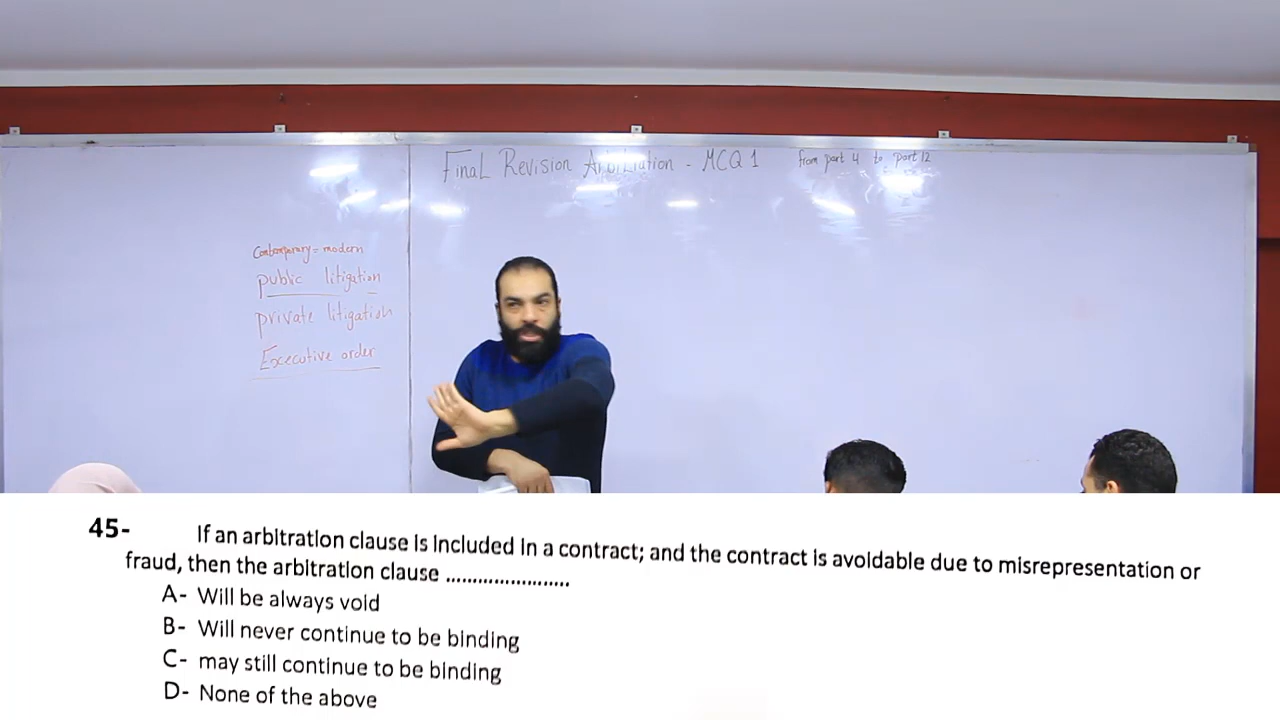 Final Revision Arbitration - MCQ 1 from part 4 to part 12
Contemporary = modern
public litigation
private litigation
Excecutive order
45- If an arbitration clause is included in a contract; and the contract is avoidable due to misrepresentation or
fraud, then the arbitration clause ........................
A- Will be always void
B- Will never continue to be binding
C- may still continue to be binding
D- None of the above